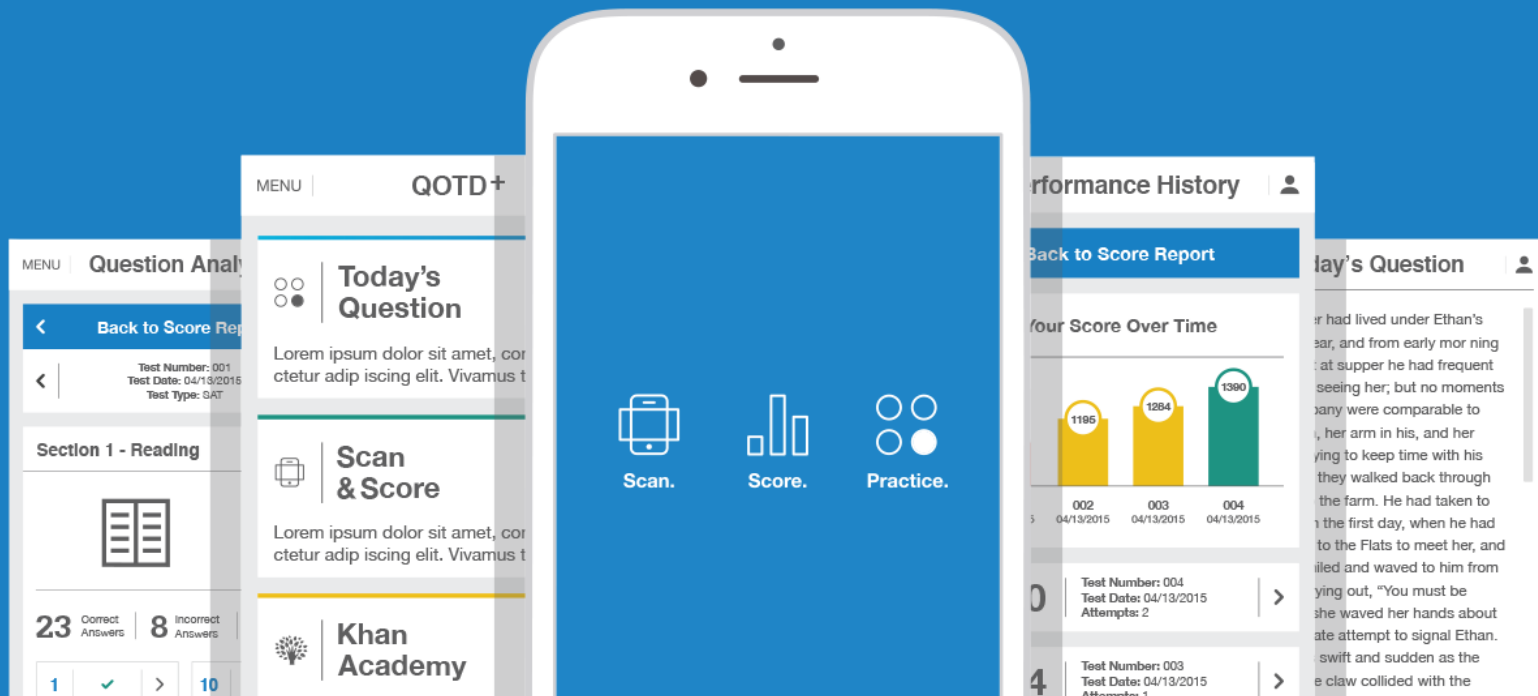 MENU
Question Anal
Back to Score Rep
Test Number: 001
Test Date: 04/13/2015
Test Type: SAT
Section 1 - Reading
23 Correct Answers
8 Incorrect Answers
1
10
MENU
QOTD+
Today's
Question
Lorem ipsum dolor sit amet, cor
ctetur adip iscing elit. Vivamus t
Scan
& Score
Lorem ipsum dolor sit amet, cor
ctetur adip iscing elit. Vivamus t
Khan
Academy
Scan.
Score.
Practice.
rformance History
Back to Score Report
Your Score Over Time
1195
1284
1390
002
04/13/2015
003
04/13/2015
004
04/13/2015
0
Test Number: 004
Test Date: 04/13/2015
Attempts: 2
4
Test Number: 003
Test Date: 04/13/2015
Attempts: 1
day's Question
er had lived under Ethan's
ear, and from early mor ning
at supper he had frequent
seeing her; but no moments
pany were comparable to
, her arm in his, and her
ying to keep time with his
they walked back through
the farm. He had taken to
the first day, when he had
to the Flats to meet her, and
iled and waved to him from
ying out, "You must be
she waved her hands about
ate attempt to signal Ethan.
swift and sudden as the
e claw collided with the